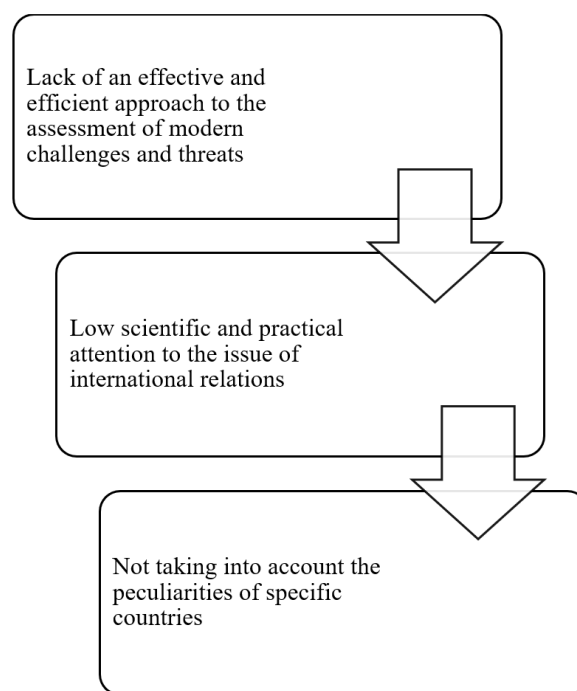 Lack of an effective and
efficient approach to the
assessment of modern
challenges and threats
Low scientific and practical
attention to the issue of
international relations
Not taking into account the
peculiarities of specific
countries